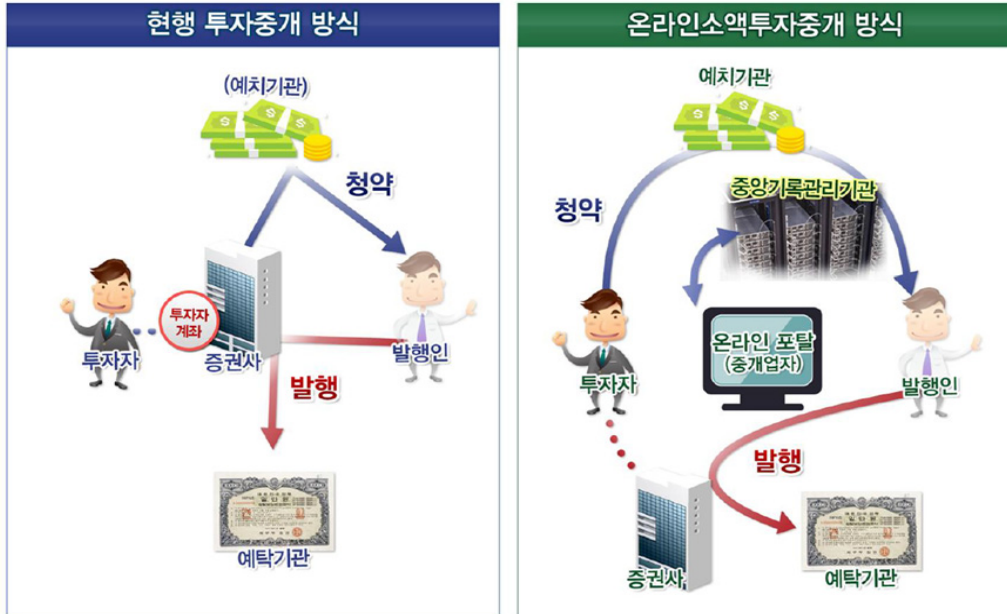 현행 투자중개 방식
(예치기관)
청약
투자자
투자자
계좌
증권사
발행인
발행
예탁기관
온라인소액투자중개 방식
예치기관
중앙기록관리기관
청약
온라인 포탈
(중개업자)
투자자
발행인
발행
증권사
예탁기관